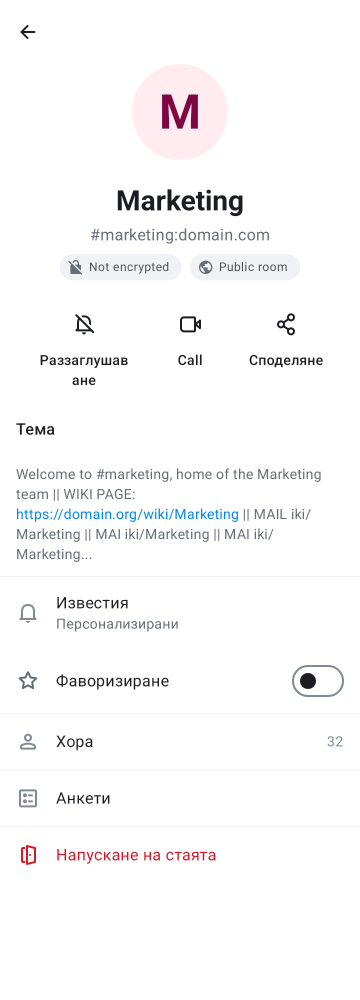 M
Marketing
#marketing:domain.com
Not encrypted
Public room
Раззаглушав
ане
Call
Споделяне
Тема
Welcome to #marketing, home of the Marketing
team || WIKI PAGE:
https://domain.org/wiki/Marketing || MAIL iki/
Marketing || MAI iki/Marketing || MAI iki/
Marketing...
Известия
Персонализирани
Фаворизиране
Хора 32
Анкети
Напускане на стаята